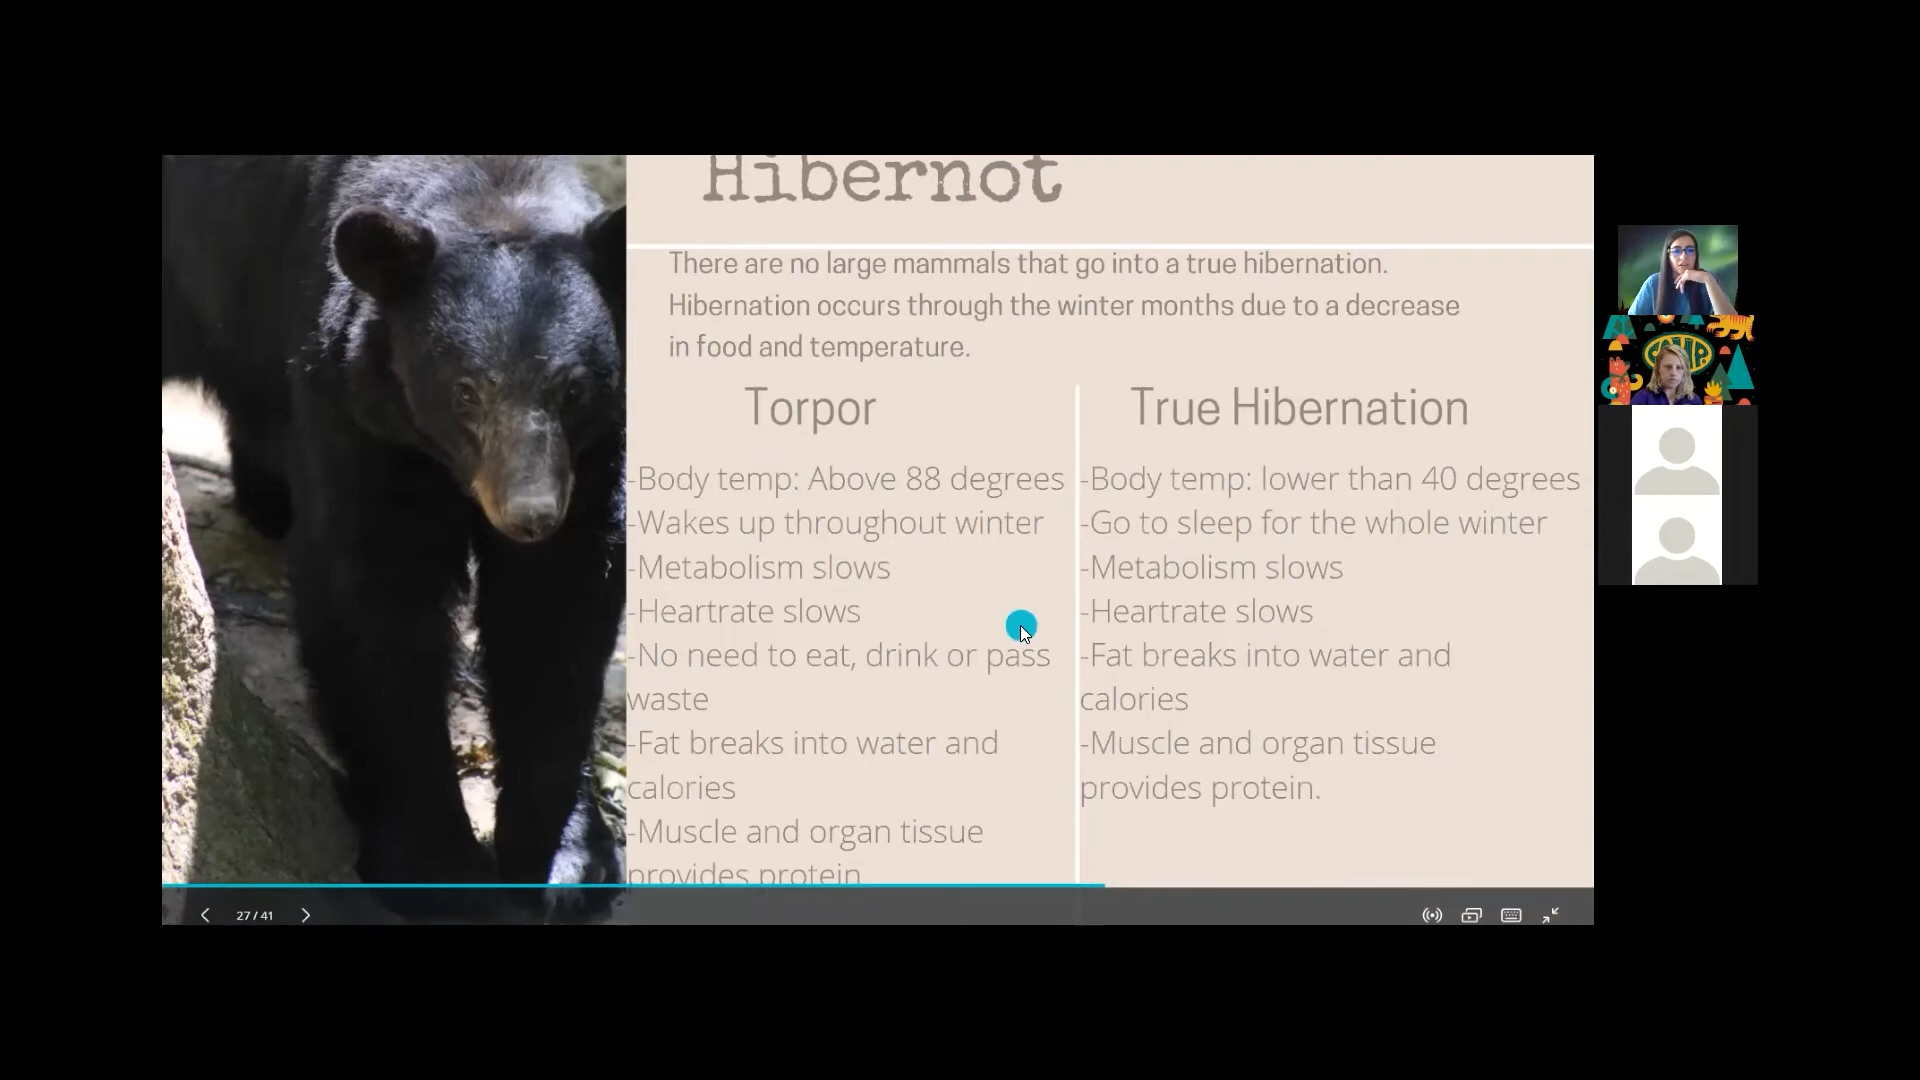 Hibernot
There are no large mammals that go into a true hibernation.
Hibernation occurs through the winter months due to a decrease
in food and temperature.
Torpor
-Body temp: Above 88 degrees
-Wakes up throughout winter
-Metabolism slows
-Heartrate slows
-No need to eat, drink or pass
waste
-Fat breaks into water and
calories
-Muscle and organ tissue
provides protein
True Hibernation
-Body temp: lower than 40 degrees
-Go to sleep for the whole winter
-Metabolism slows
-Heartrate slows
-Fat breaks into water and
calories
-Muscle and organ tissue
provides protein.
27 / 41